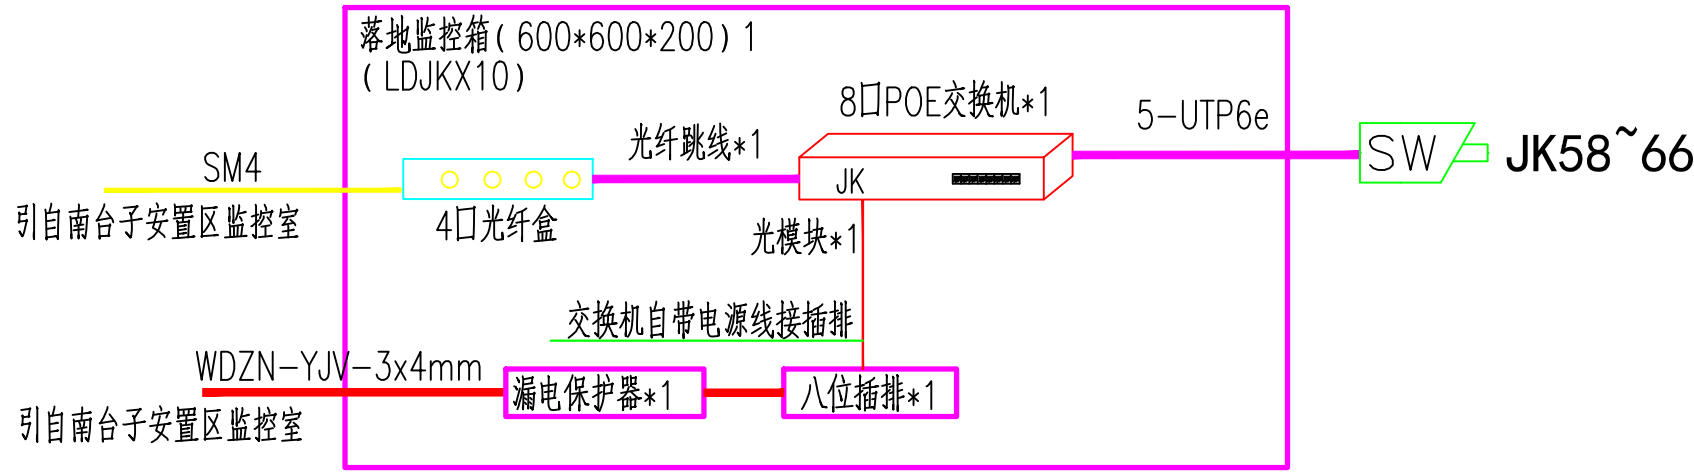 落地监控箱(600*600*200)1
(LDJKX10)
8口POE交换机*1
5-UTP6e
光纤跳线*1
SM4
SW
JK58~66
JK
引自南台子安置区监控室
4口光纤盒
光模块*1
交换机自带电源线接插排
WDZN-YJV-3x4mm
漏电保护器*1
八位插排*1
引自南台子安置区监控室